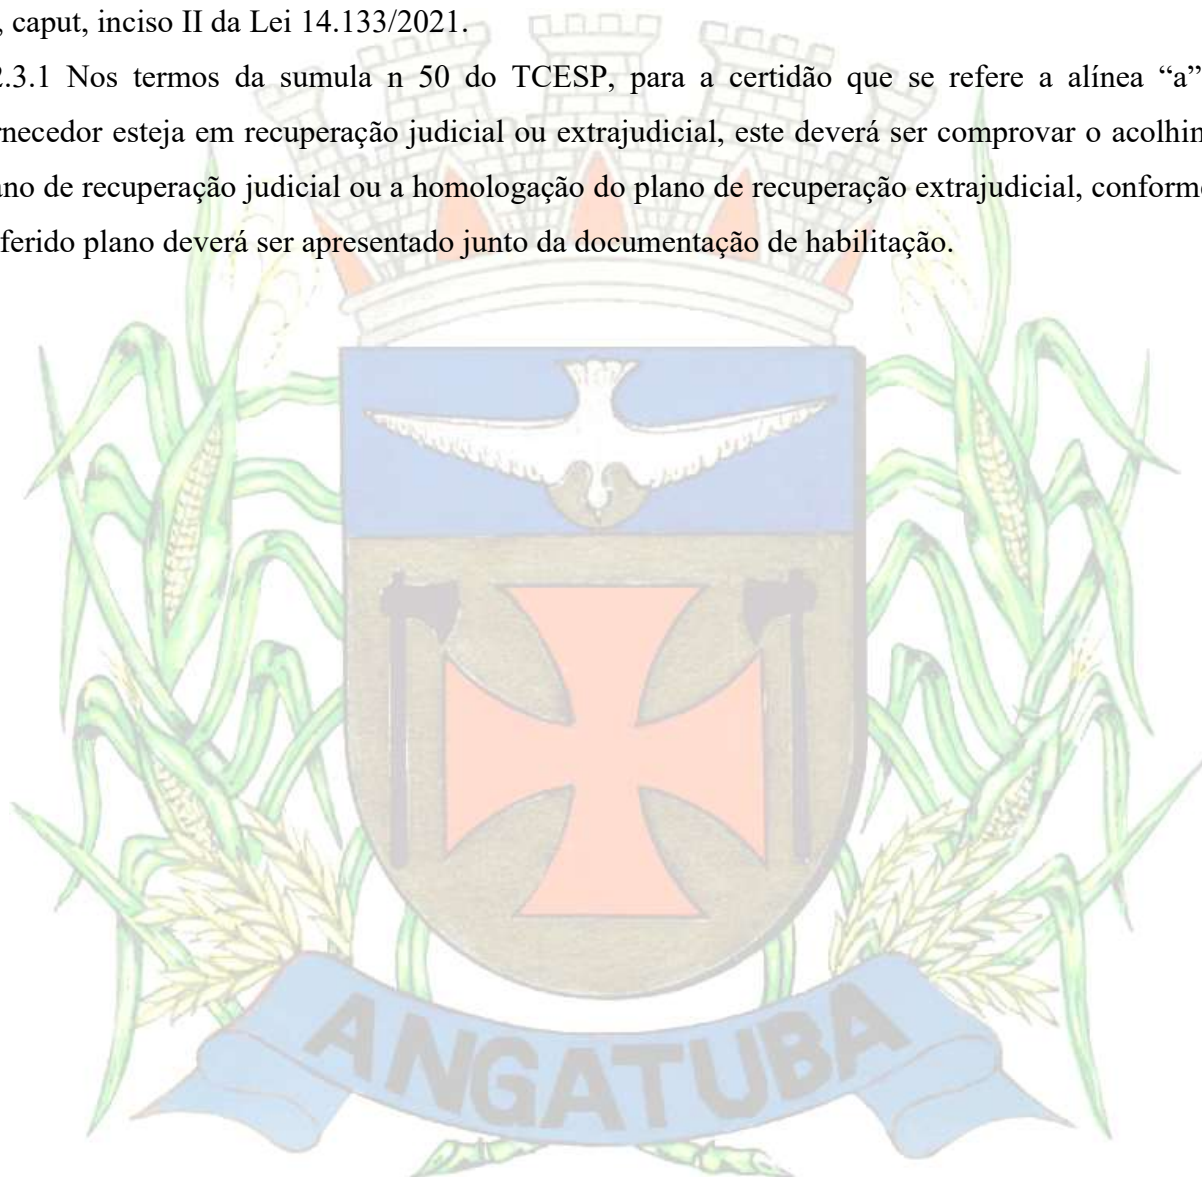 , caput, inciso II da Lei 14.133/2021.
2.3.1 Nos termos da sumula n 50 do TCESP, para a certidão que se refere a alínea “a”
rnecedor esteja em recuperação judicial ou extrajudicial, este deverá ser comprovar o acolhim
ano de recuperação judicial ou a homologação do plano de recuperação extrajudicial, conforme
ferido plano deverá ser apresentado junto da documentação de habilitação.
ANGATUBA